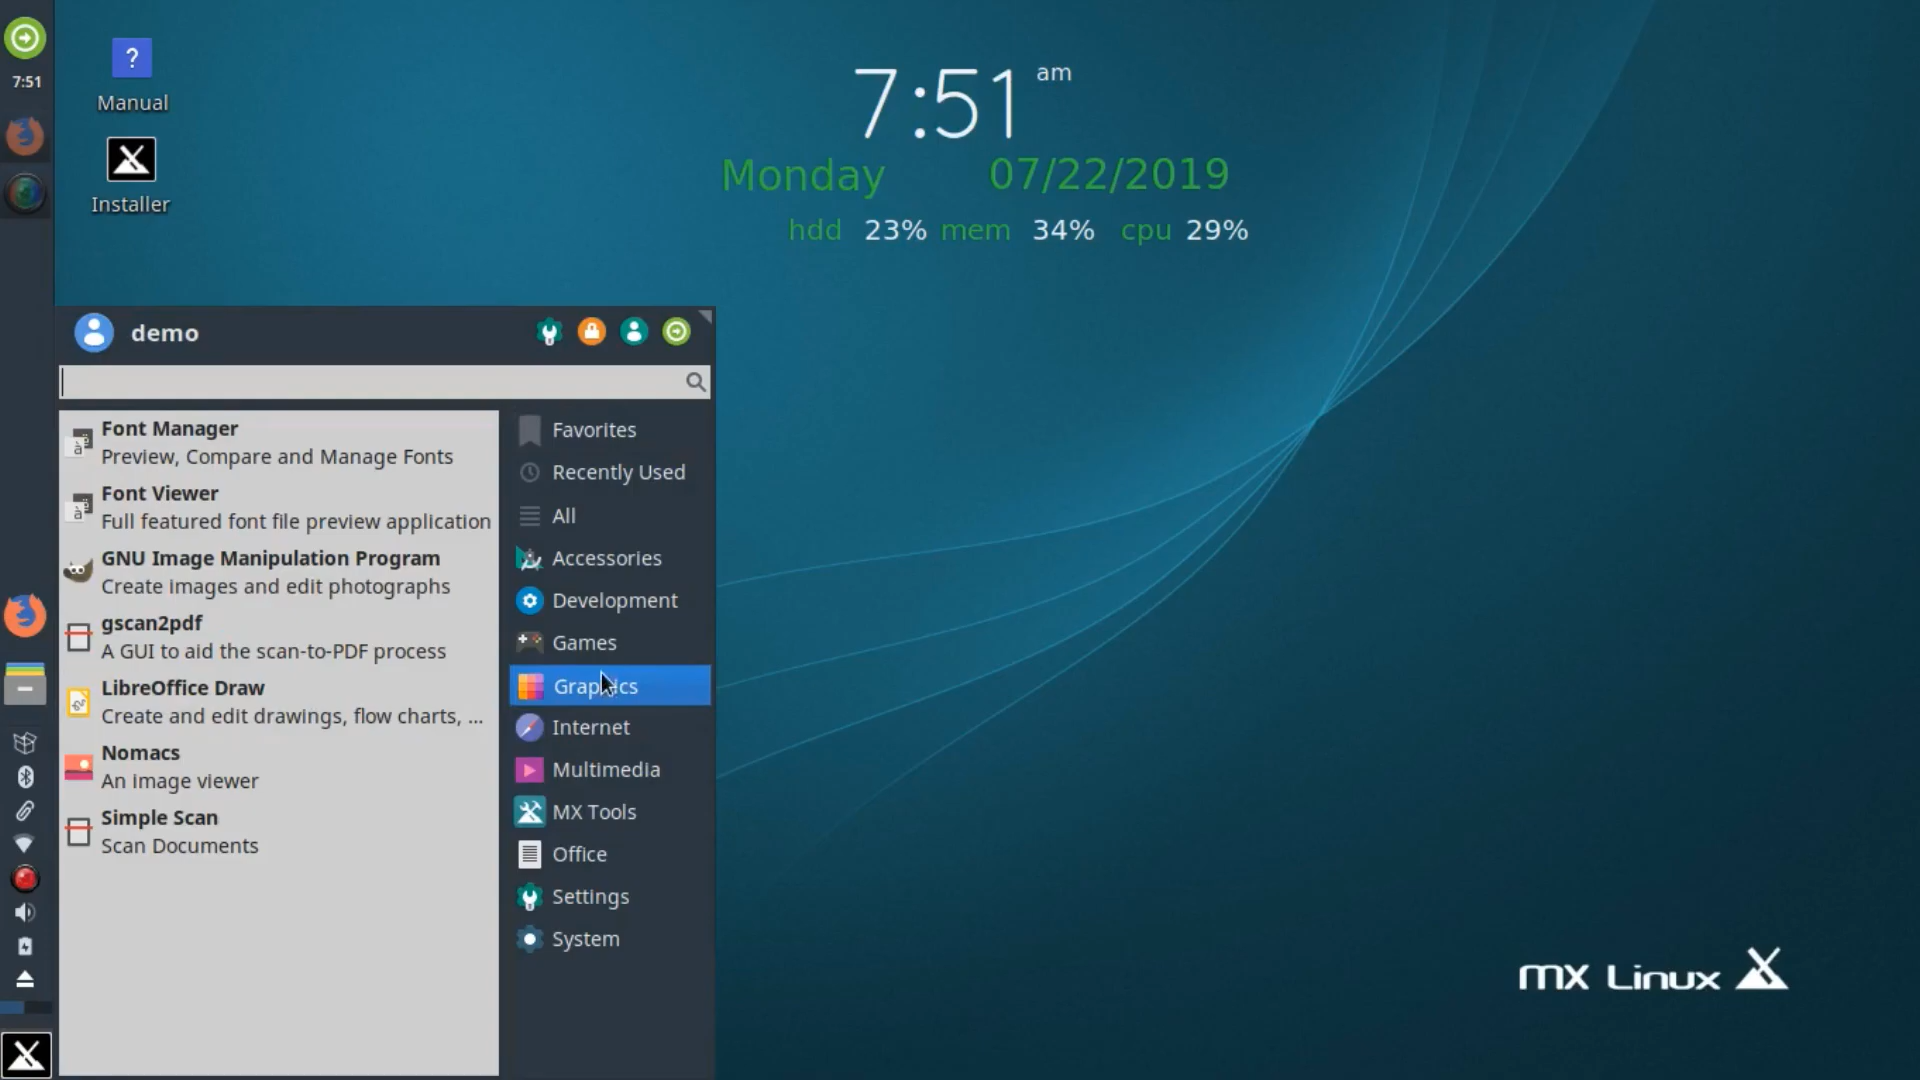 7:51
?
Manual
Installer
7:51 am
Monday 07/22/2019
hdd 23% mem 34% cpu 29%
demo
Font Manager
Preview, Compare and Manage Fonts
Font Viewer
Full featured font file preview application
GNU Image Manipulation Program
Create images and edit photographs
gscan2pdf
A GUI to aid the scan-to-PDF process
LibreOffice Draw
Create and edit drawings, flow charts, ...
Nomacs
An image viewer
Simple Scan
Scan Documents
Favorites
Recently Used
All
Accessories
Development
Games
Graphics
Internet
Multimedia
MX Tools
Office
Settings
System
MX Linux